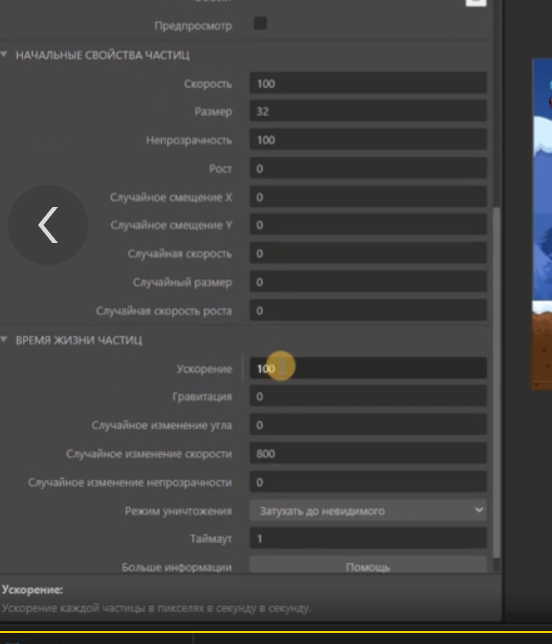 Предпросмотр
НАЧАЛЬНЫЕ СВОЙСТВА ЧАСТИЦ
Скорость 100
Размер 32
Непрозрачность 100
Рост 0
Случайное смещение X 0
Случайное смещение Y 0
Случайная скорость 0
Случайный размер 0
Случайная скорость роста 0
ВРЕМЯ ЖИЗНИ ЧАСТИЦ
Ускорение 100
Гравитация 0
Случайное изменение угла 0
Случайное изменение скорости 800
Случайное изменение непрозрачности 0
Режим уничтожения Затухать до невидимого
Таймаут 1
Больше информации Помощь
Ускорение:
Ускорение каждой частицы в пикселях в секунду в секунду.